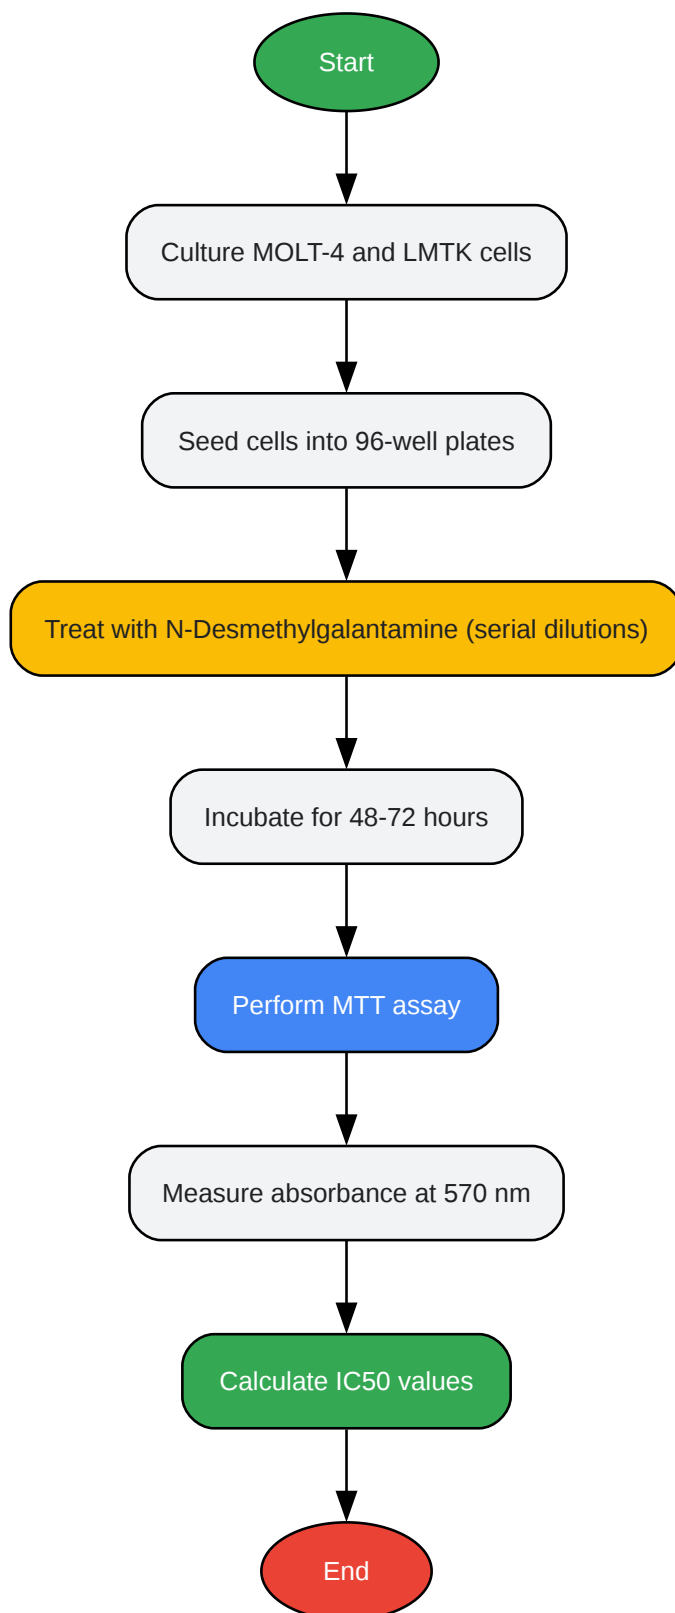 Start
Culture MOLT-4 and LMTK cells
Seed cells into 96-well plates
Treat with N-Desmethylgalantamine (serial dilutions)
Incubate for 48-72 hours
Perform MTT assay
Measure absorbance at 570 nm
Calculate IC50 values
End